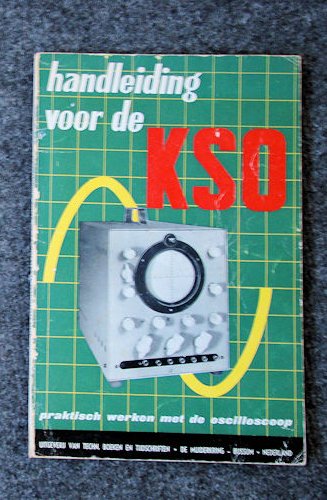 handleiding
voor de
KSO
praktisch werken met de oscilloscoop
UITGEVERIJ VAN TECHN. BOEKEN EN TIJDSCHRIFTEN - DE MUIDERKRING - BUSSUM - NEDERLAND